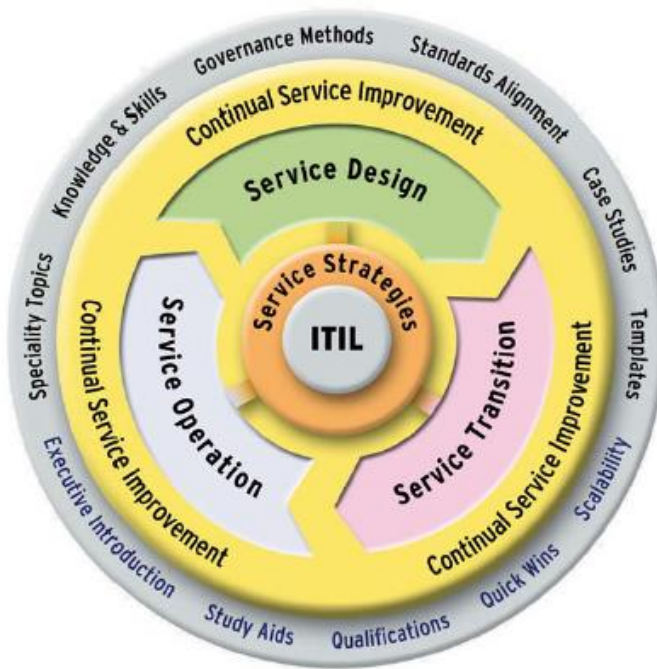 Governance Methods
Standards Alignment
Knowledge & Skills
Case Studies
Speciality Topics
Templates
Executive Introduction
Scalability
Study Aids
Qualifications
Quick Wins
Continual Service Improvement
Continual Service Improvement
Continual Service Improvement
Service Design
Service Operation
Service Transition
Service Strategies
ITIL